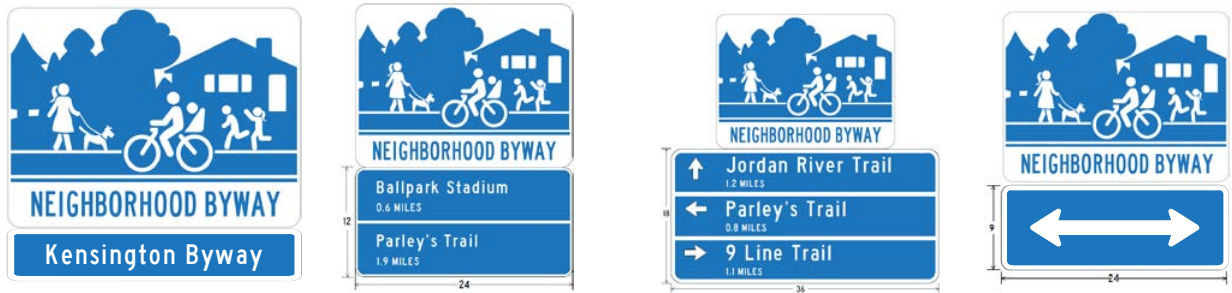 NEIGHBORHOOD BYWAY
Kensington Byway
NEIGHBORHOOD BYWAY
Ballpark Stadium
0.6 MILES
Parley's Trail
1.9 MILES
12
24
NEIGHBORHOOD BYWAY
Jordan River Trail
1.2 MILES
Parley's Trail
0.8 MILES
9 Line Trail
1.1 MILES
18
36
NEIGHBORHOOD BYWAY
9
24